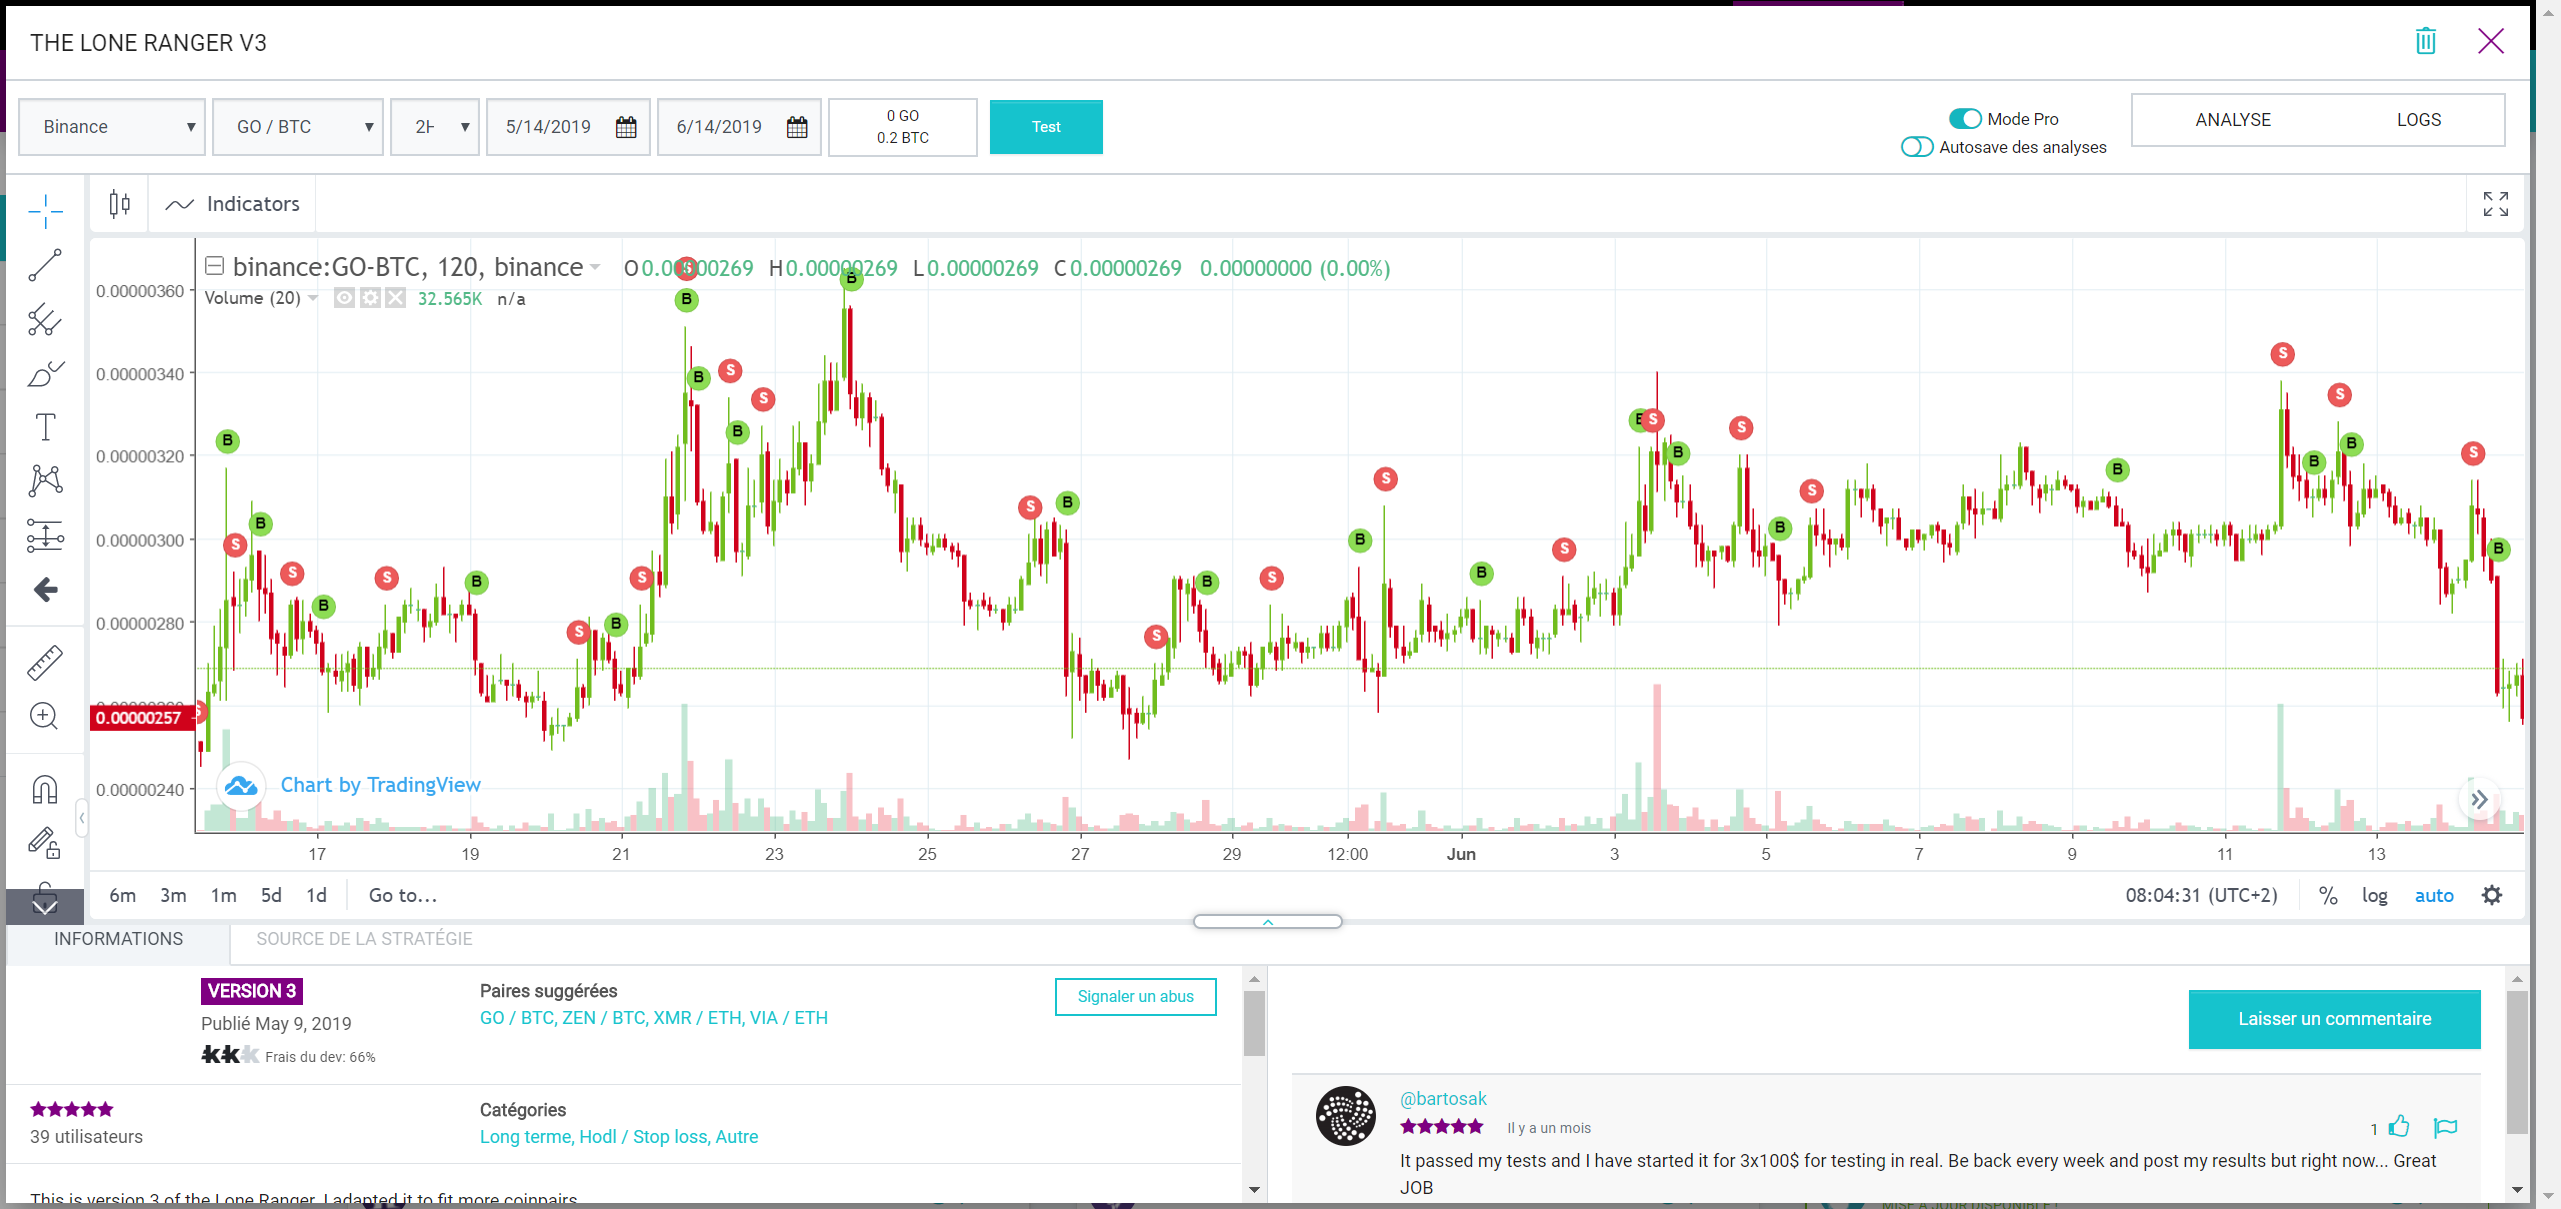 THE LONE RANGER V3
Binance
GO / BTC
2H
5/14/2019
6/14/2019
0 GO
0.2 BTC
Test
Mode Pro
Autosave des analyses
ANALYSE
LOGS
Indicators
binance:GO-BTC, 120, binance
O 0.00000269 H 0.00000269 L 0.00000269 C 0.00000269 0.00000000 (0.00%)
Volume (20)
32.565K n/a
0.00000360
0.00000340
0.00000320
0.00000300
0.00000280
0.00000257
0.00000240
Chart by TradingView
17 19 21 23 25 27 29 12:00 Jun 3 5 7 9 11 13
6m 3m 1m 5d 1d
Go to...
08:04:31 (UTC+2)
% log auto
INFORMATIONS
SOURCE DE LA STRATÉGIE
VERSION 3
Publié May 9, 2019
Frais du dev: 66%
Paires suggérées
GO / BTC, ZEN / BTC, XMR / ETH, VIA / ETH
Signaler un abus
39 utilisateurs
Catégories
Long terme, Hodl / Stop loss, Autre
This is version 3 of the Lone Ranger. I adapted it to fit more coinpairs
Laisser un commentaire
@bartosak
Il y a un mois
1
It passed my tests and I have started it for 3x100$ for testing in real. Be back every week and post my results but right now... Great
JOB